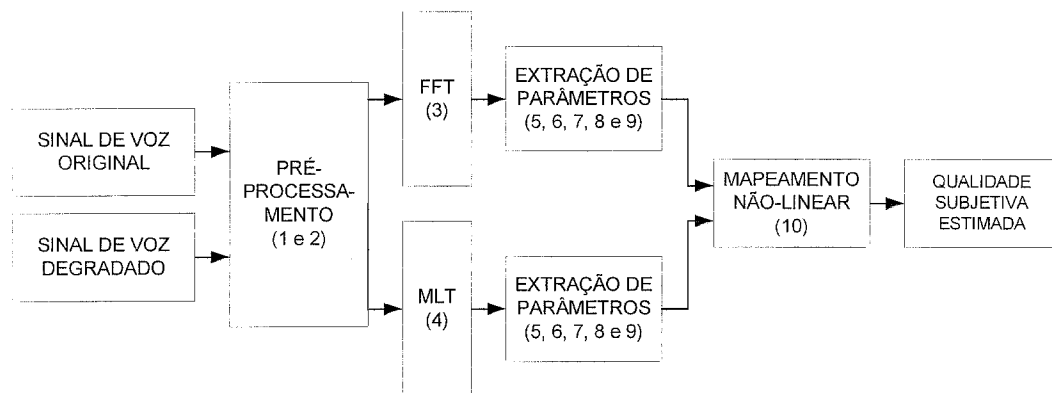 SINAL DE VOZ
ORIGINAL
SINAL DE VOZ
DEGRADADO
PRÉ-
PROCESSA-
MENTO
(1 e 2)
FFT
(3)
EXTRAÇÃO DE
PARÂMETROS
(5, 6, 7, 8 e 9)
MLT
(4)
EXTRAÇÃO DE
PARÂMETROS
(5, 6, 7, 8 e 9)
MAPEAMENTO
NÃO-LINEAR
(10)
QUALIDADE
SUBJETIVA
ESTIMADA